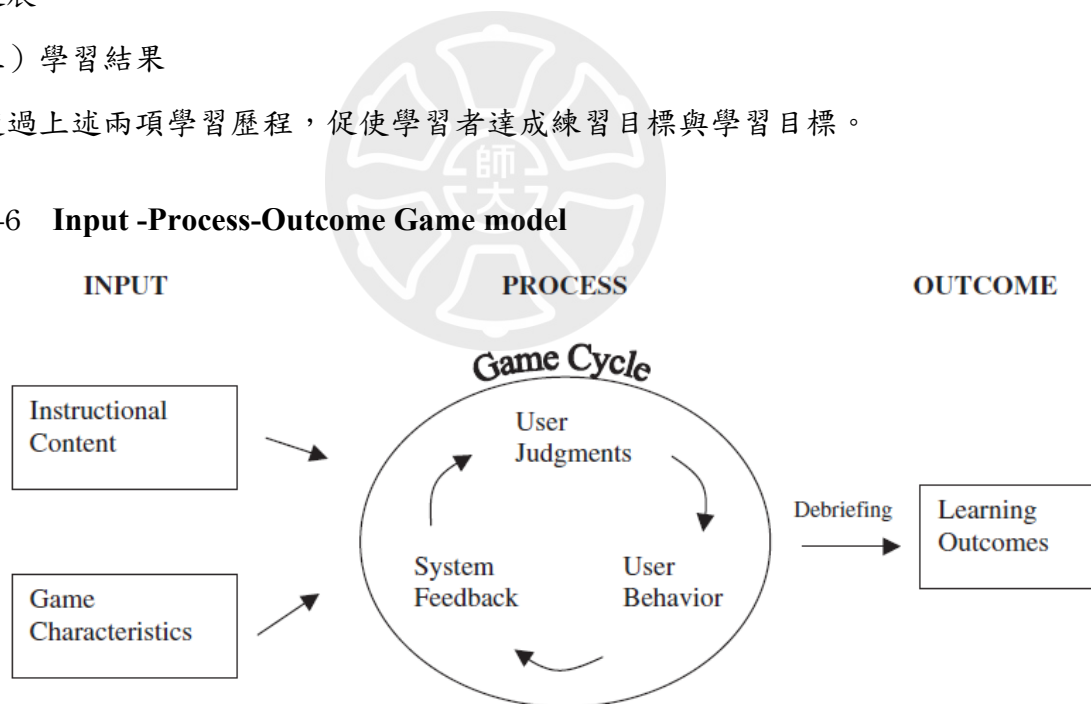 展
）學習結果
過上述兩項學習歷程，促使學習者達成練習目標與學習目標。
師大
-6 Input -Process-Outcome Game model
INPUT
PROCESS
OUTCOME
Game Cycle
Instructional
Content
User
Judgments
Debriefing
Learning
Outcomes
System
Feedback
User
Behavior
Game
Characteristics